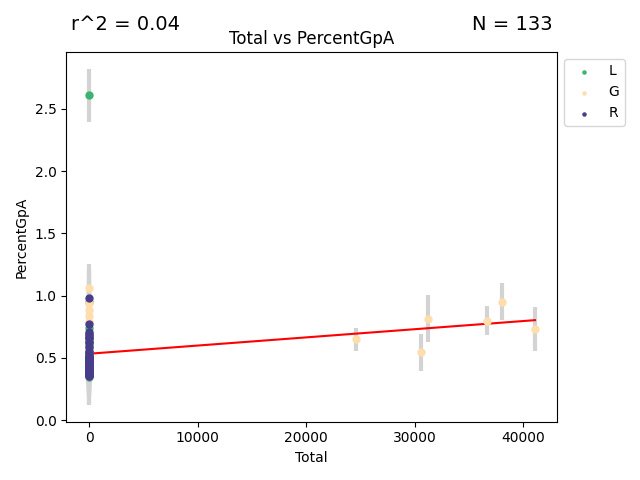 r^2 = 0.04
N = 133
Total vs PercentGpA
L
G
R
PercentGpA
2.5
2.0
1.5
1.0
0.5
0.0
0
10000
20000
30000
40000
Total